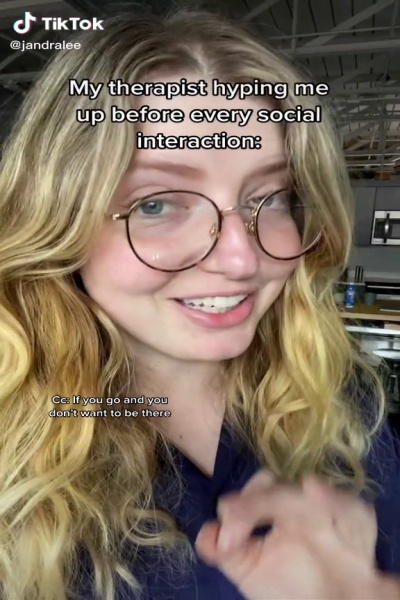 TikTok
@jandralee
My therapist hyping me
up before every social
interaction:
Cc: If you go and you
don't want to be there